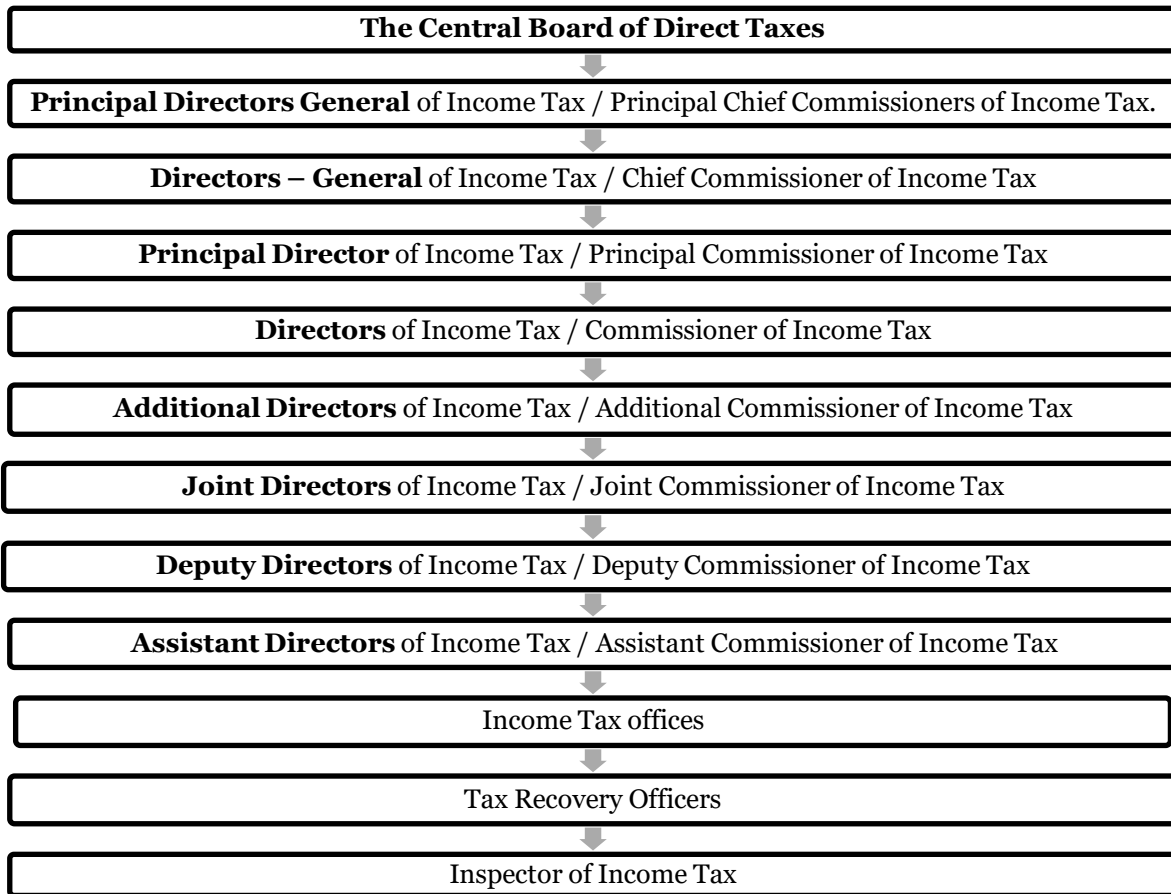 The Central Board of Direct Taxes
Principal Directors General of Income Tax / Principal Chief Commissioners of Income Tax.
Directors – General of Income Tax / Chief Commissioner of Income Tax
Principal Director of Income Tax / Principal Commissioner of Income Tax
Directors of Income Tax / Commissioner of Income Tax
Additional Directors of Income Tax / Additional Commissioner of Income Tax
Joint Directors of Income Tax / Joint Commissioner of Income Tax
Deputy Directors of Income Tax / Deputy Commissioner of Income Tax
Assistant Directors of Income Tax / Assistant Commissioner of Income Tax
Income Tax offices
Tax Recovery Officers
Inspector of Income Tax